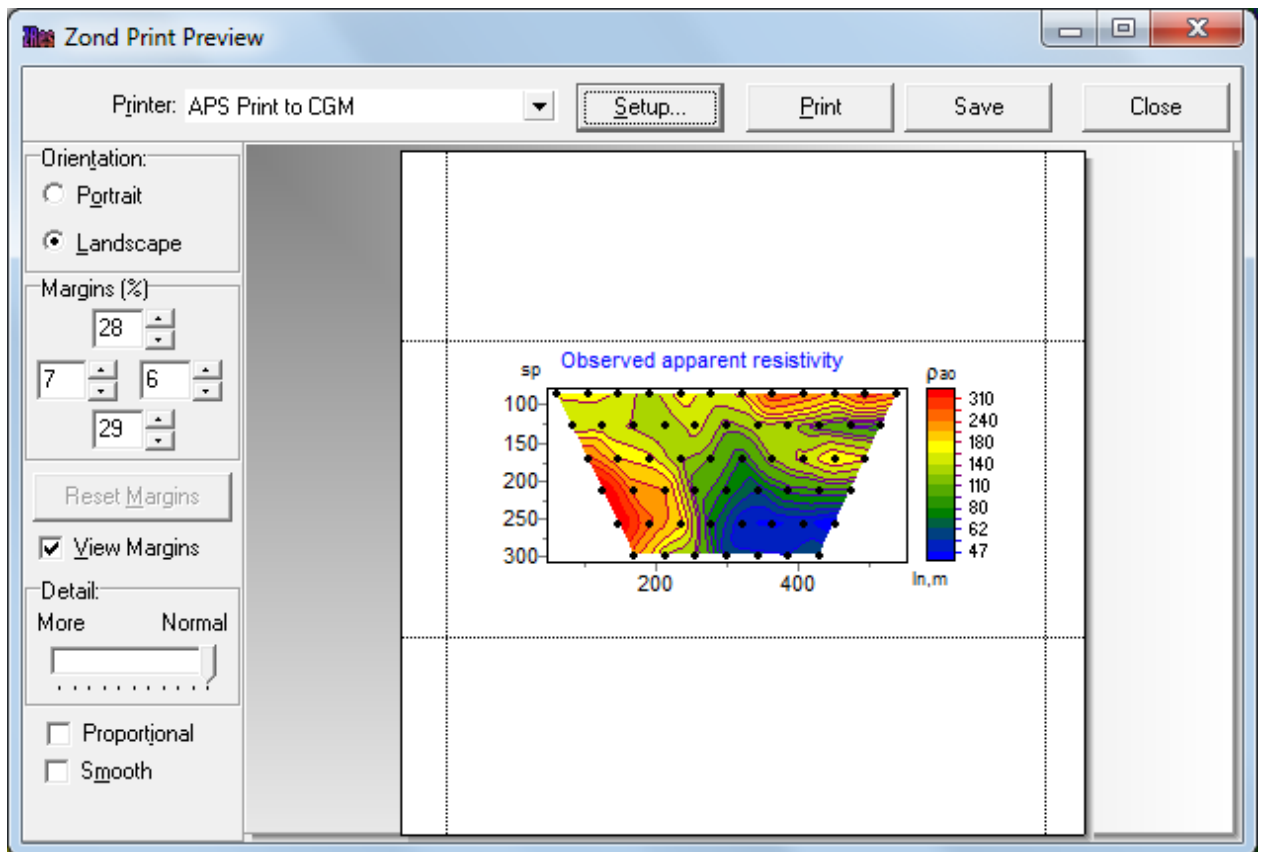 Zond Print Preview
Printer: APS Print to CGM Setup... Print Save Close
Orientation:
Portrait
Landscape
Margins (%)
28
7 6
29
Reset Margins
View Margins
Detail:
More Normal
Proportional
Smooth
Observed apparent resistivity
sp
100
150
200
250
300
200 400
ρao
310
240
180
140
110
80
62
47
ln,m